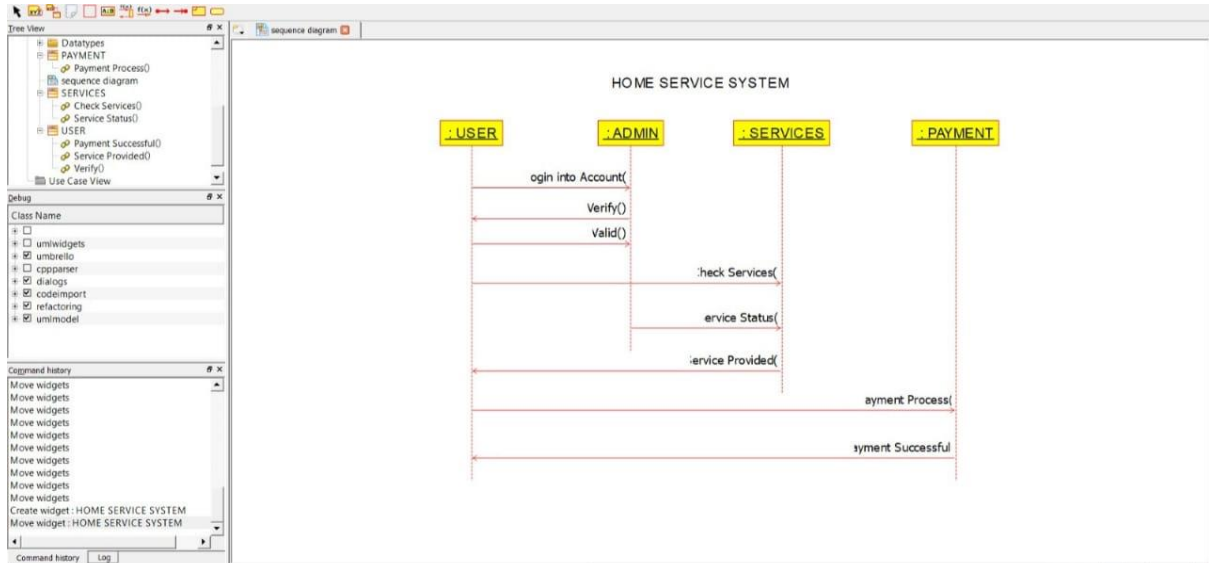 Tree View
sequence diagram
Datatypes
PAYMENT
Payment Process()
sequence diagram
SERVICES
Check Services()
Service Status()
USER
Payment Successful()
Service Provided()
Verify()
Use Case View
Debug
Class Name
umlwidgets
umbrello
cppparser
dialogs
codeimport
refactoring
umlmodel
Command history
Move widgets
Move widgets
Move widgets
Move widgets
Move widgets
Move widgets
Move widgets
Move widgets
Move widgets
Move widgets
Create widget : HOME SERVICE SYSTEM
Move widget : HOME SERVICE SYSTEM
Command history
Log
HOME SERVICE SYSTEM
: USER
: ADMIN
: SERVICES
: PAYMENT
ogin into Account(
Verify()
Valid()
heck Services(
ervice Status(
ervice Provided(
ayment Process(
yment Successful